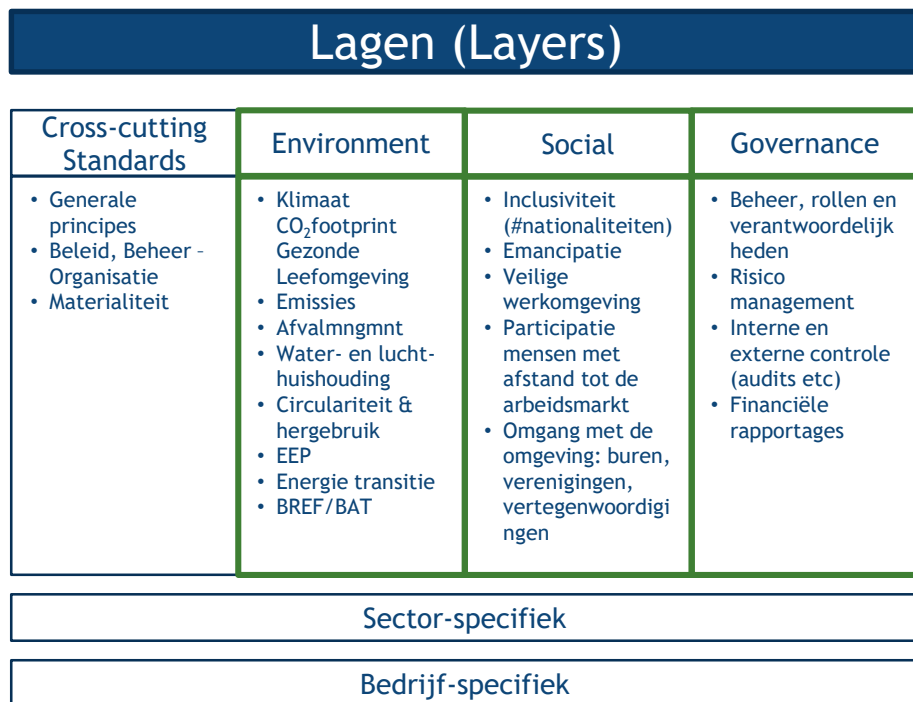 Lagen (Layers)
Cross-cutting
Standards
• Generale
principes
• Beleid, Beheer –
Organisatie
• Materialiteit
Environment
• Klimaat
CO₂footprint
Gezonde
Leefomgeving
• Emissies
• Afvalmngmnt
• Water- en lucht-
huishouding
• Circulariteit &
hergebruik
• EEP
• Energie transitie
• BREF/BAT
Social
• Inclusiviteit
(#nationaliteiten)
• Emancipatie
• Veilige
werkomgeving
• Participatie
mensen met
afstand tot de
arbeidsmarkt
• Omgang met de
omgeving: buren,
verenigingen,
vertegenwoordigi
ngen
Governance
• Beheer, rollen en
verantwoordelijk
heden
• Risico
management
• Interne en
externe controle
(audits etc)
• Financiële
rapportages
Sector-specifiek
Bedrijf-specifiek